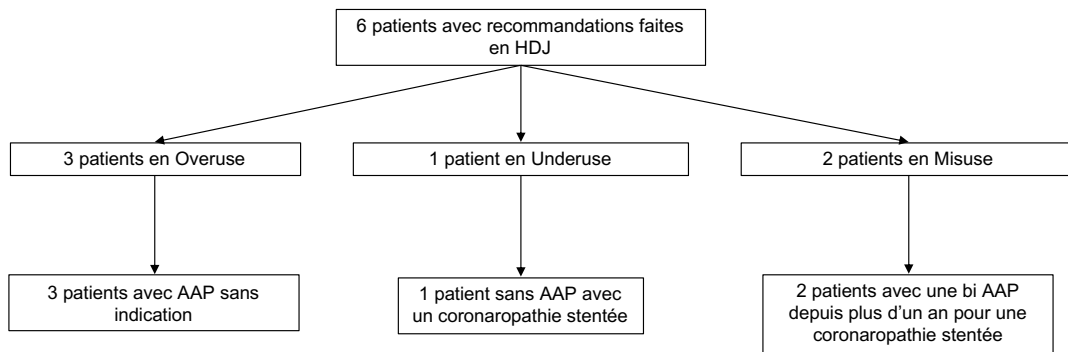 6 patients avec recommandations faites
en HDJ
3 patients en Overuse
1 patient en Underuse
2 patients en Misuse
3 patients avec AAP sans
indication
1 patient sans AAP avec
un coronaropathie stentée
2 patients avec une bi AAP
depuis plus d’un an pour une
coronaropathie stentée